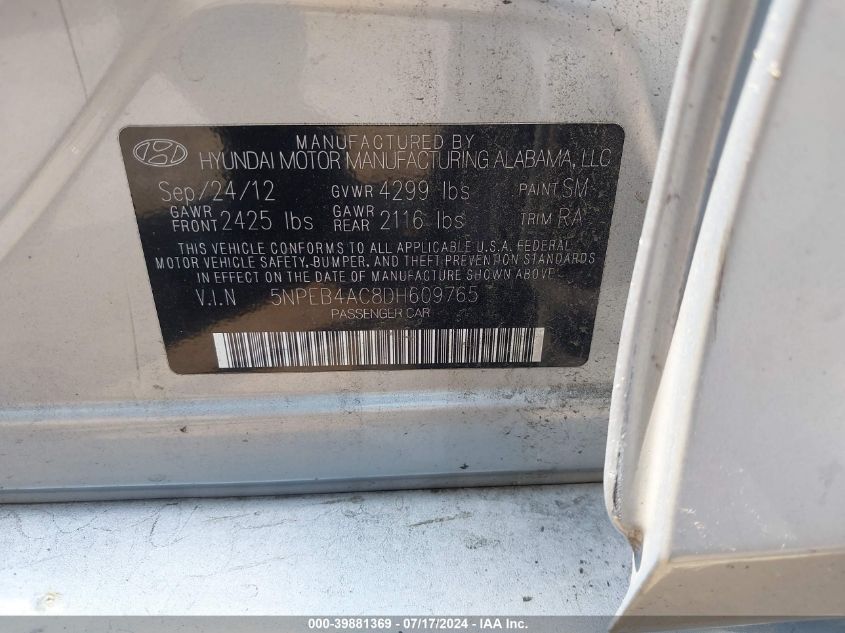 MANUFACTURED BY
HYUNDAI MOTOR MANUFACTURING ALABAMA, LLC
Sep/24/12 GVWR 4299 lbs PAINT SM
GAWR FRONT 2425 lbs GAWR REAR 2116 lbs TRIM RA
THIS VEHICLE CONFORMS TO ALL APPLICABLE U.S.A. FEDERAL
MOTOR VEHICLE SAFETY, BUMPER, AND THEFT PREVENTION STANDARDS
IN EFFECT ON THE DATE OF MANUFACTURE SHOWN ABOVE.
V.I.N 5NPEB4AC8DH609765
PASSENGER CAR
000-39881369 - 07/17/2024 - IAA Inc.